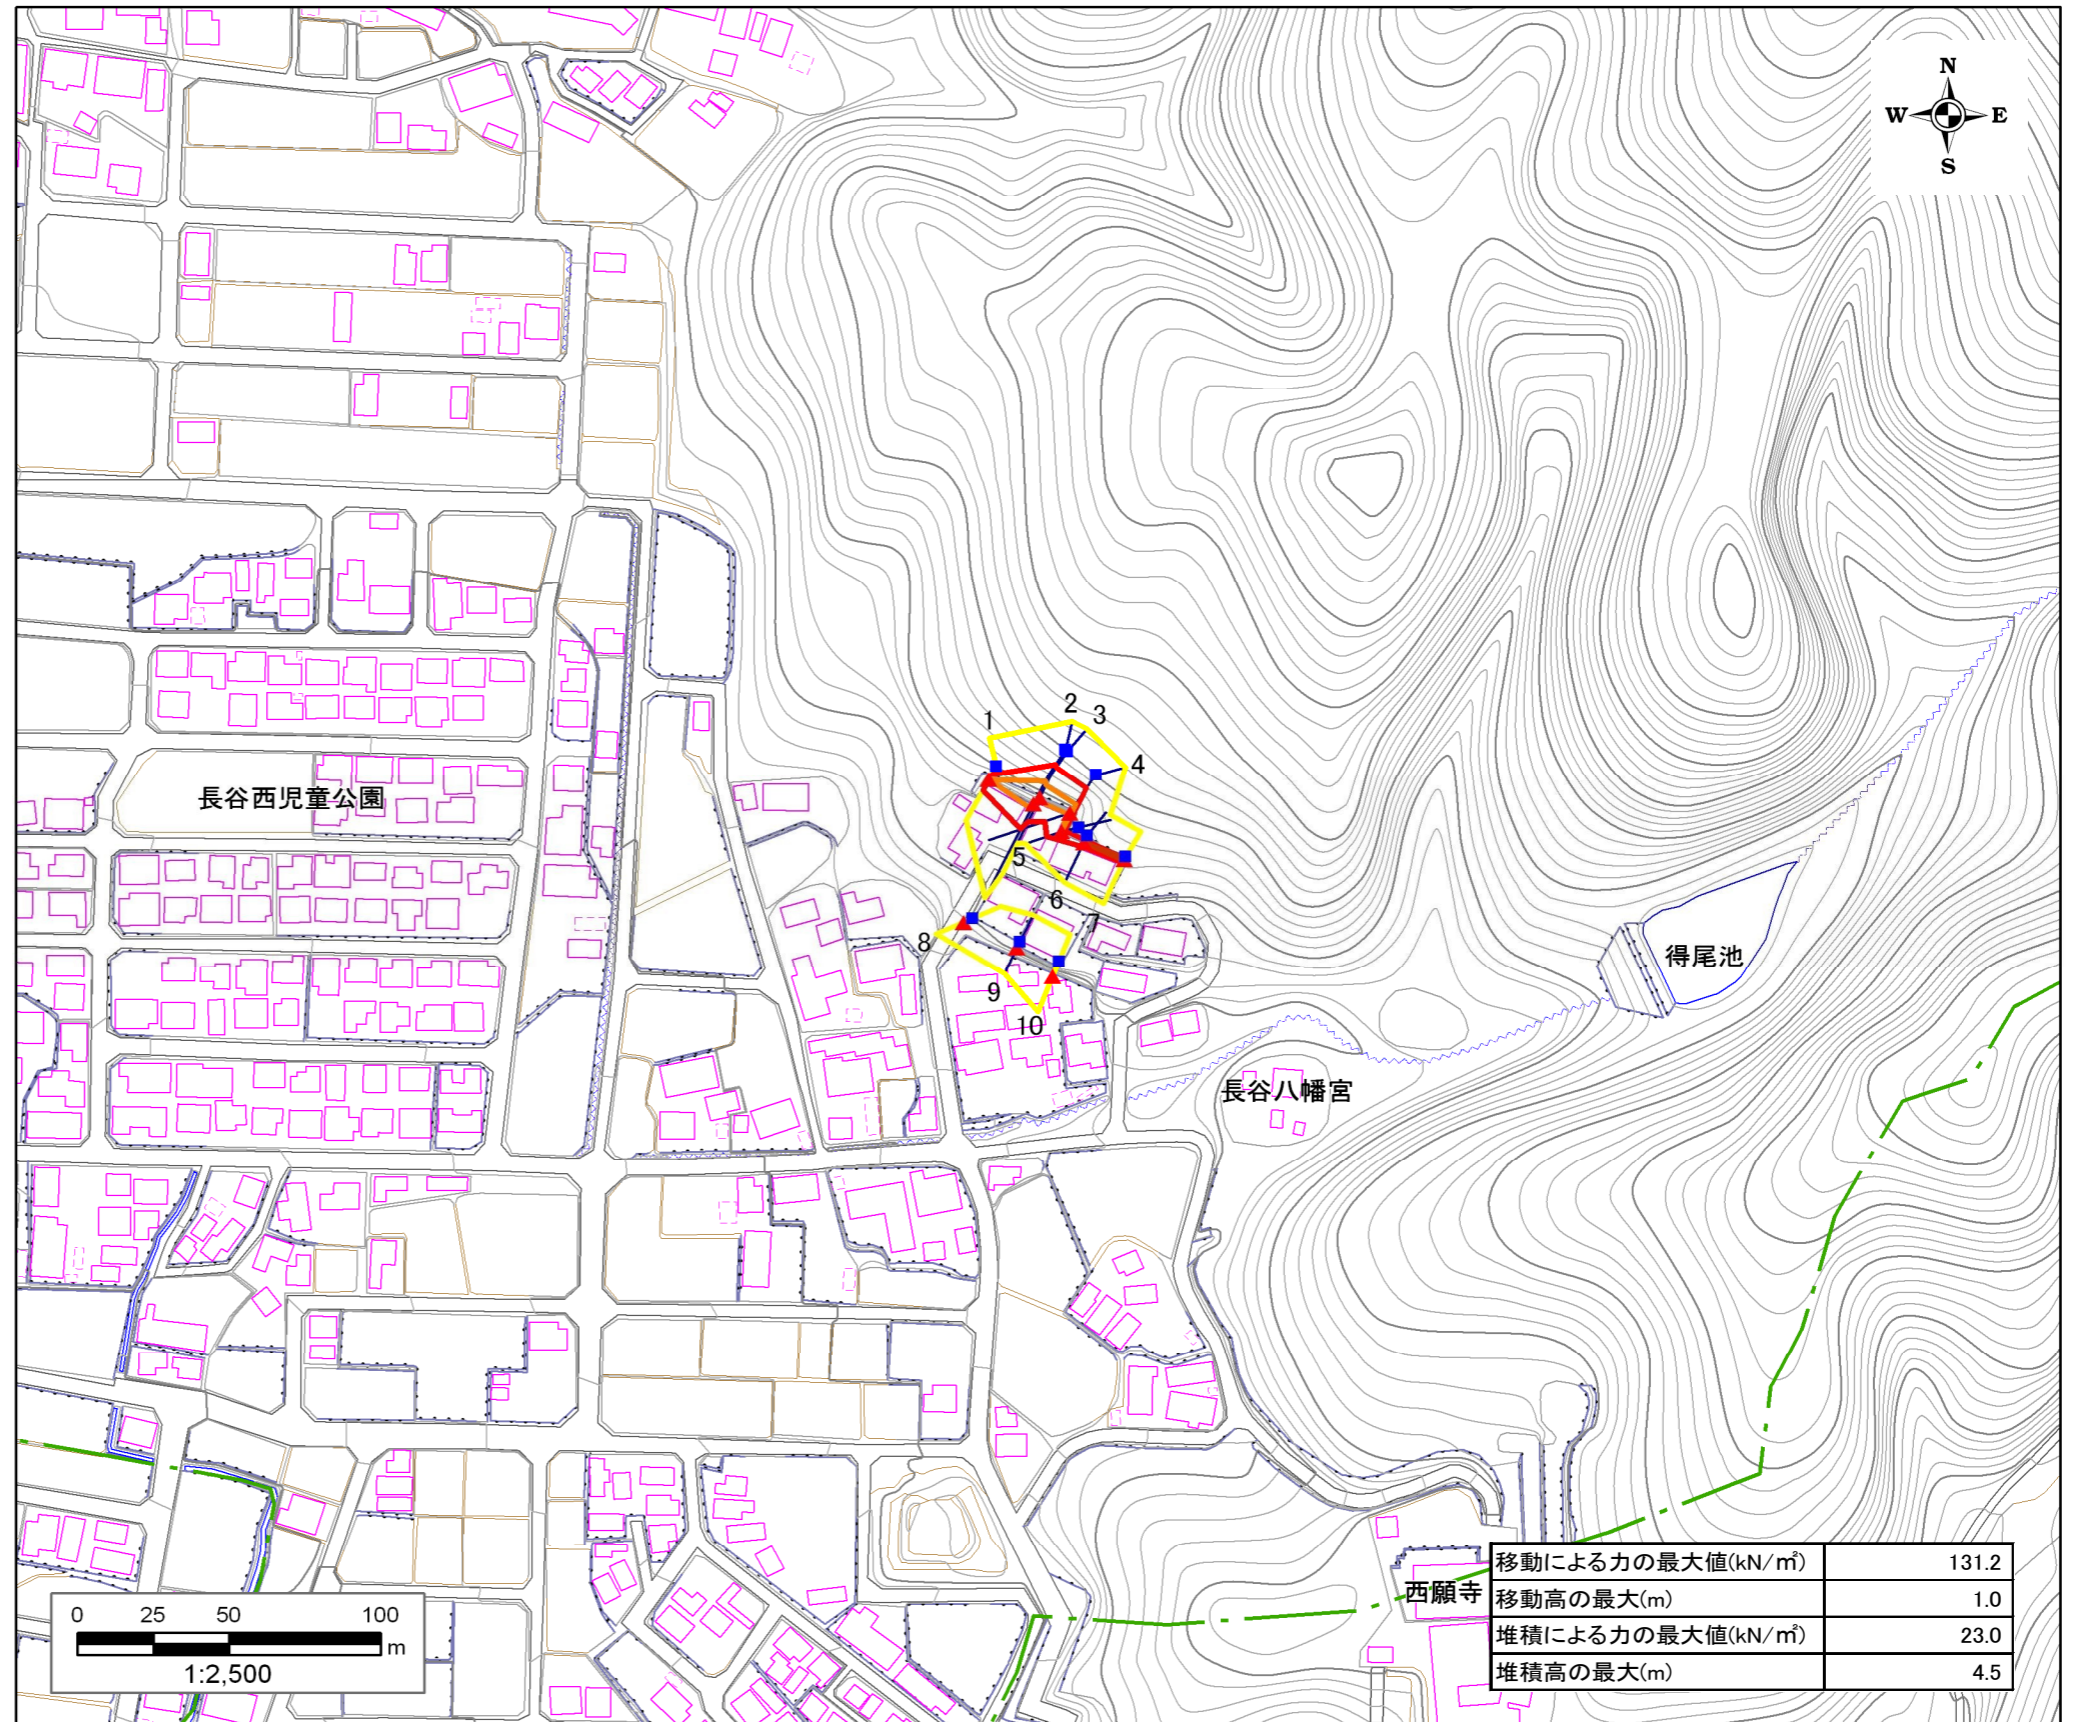 N
W E
S
2
1 3
4
長谷西児童公園
5
6
7
8
得尾池
9
10
長谷八幡宮
西願寺
移動による力の最大値(kN/㎡) 131.2
移動高の最大(m) 1.0
堆積による力の最大値(kN/㎡) 23.0
堆積高の最大(m) 4.5
0 25 50 100
m
1:2,500